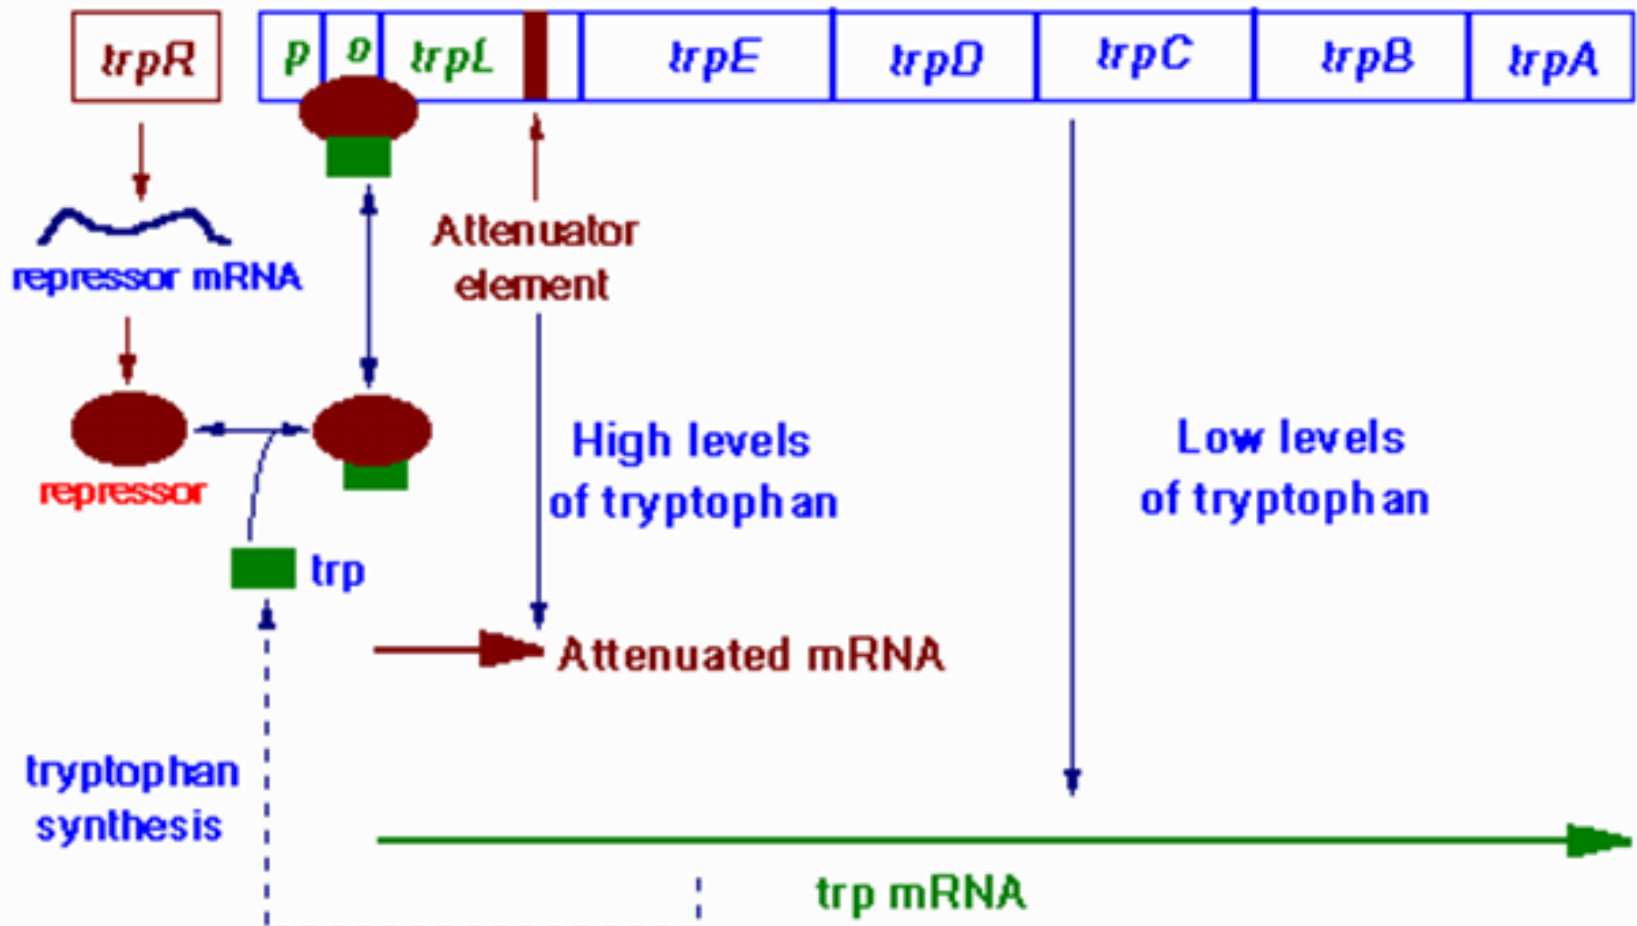 trpR p o trpL trpE trpD trpC trpB trpA
repressor mRNA
Attenuator
element
repressor
trp
High levels
of tryptophan
Low levels
of tryptophan
Attenuated mRNA
tryptophan
synthesis
trp mRNA